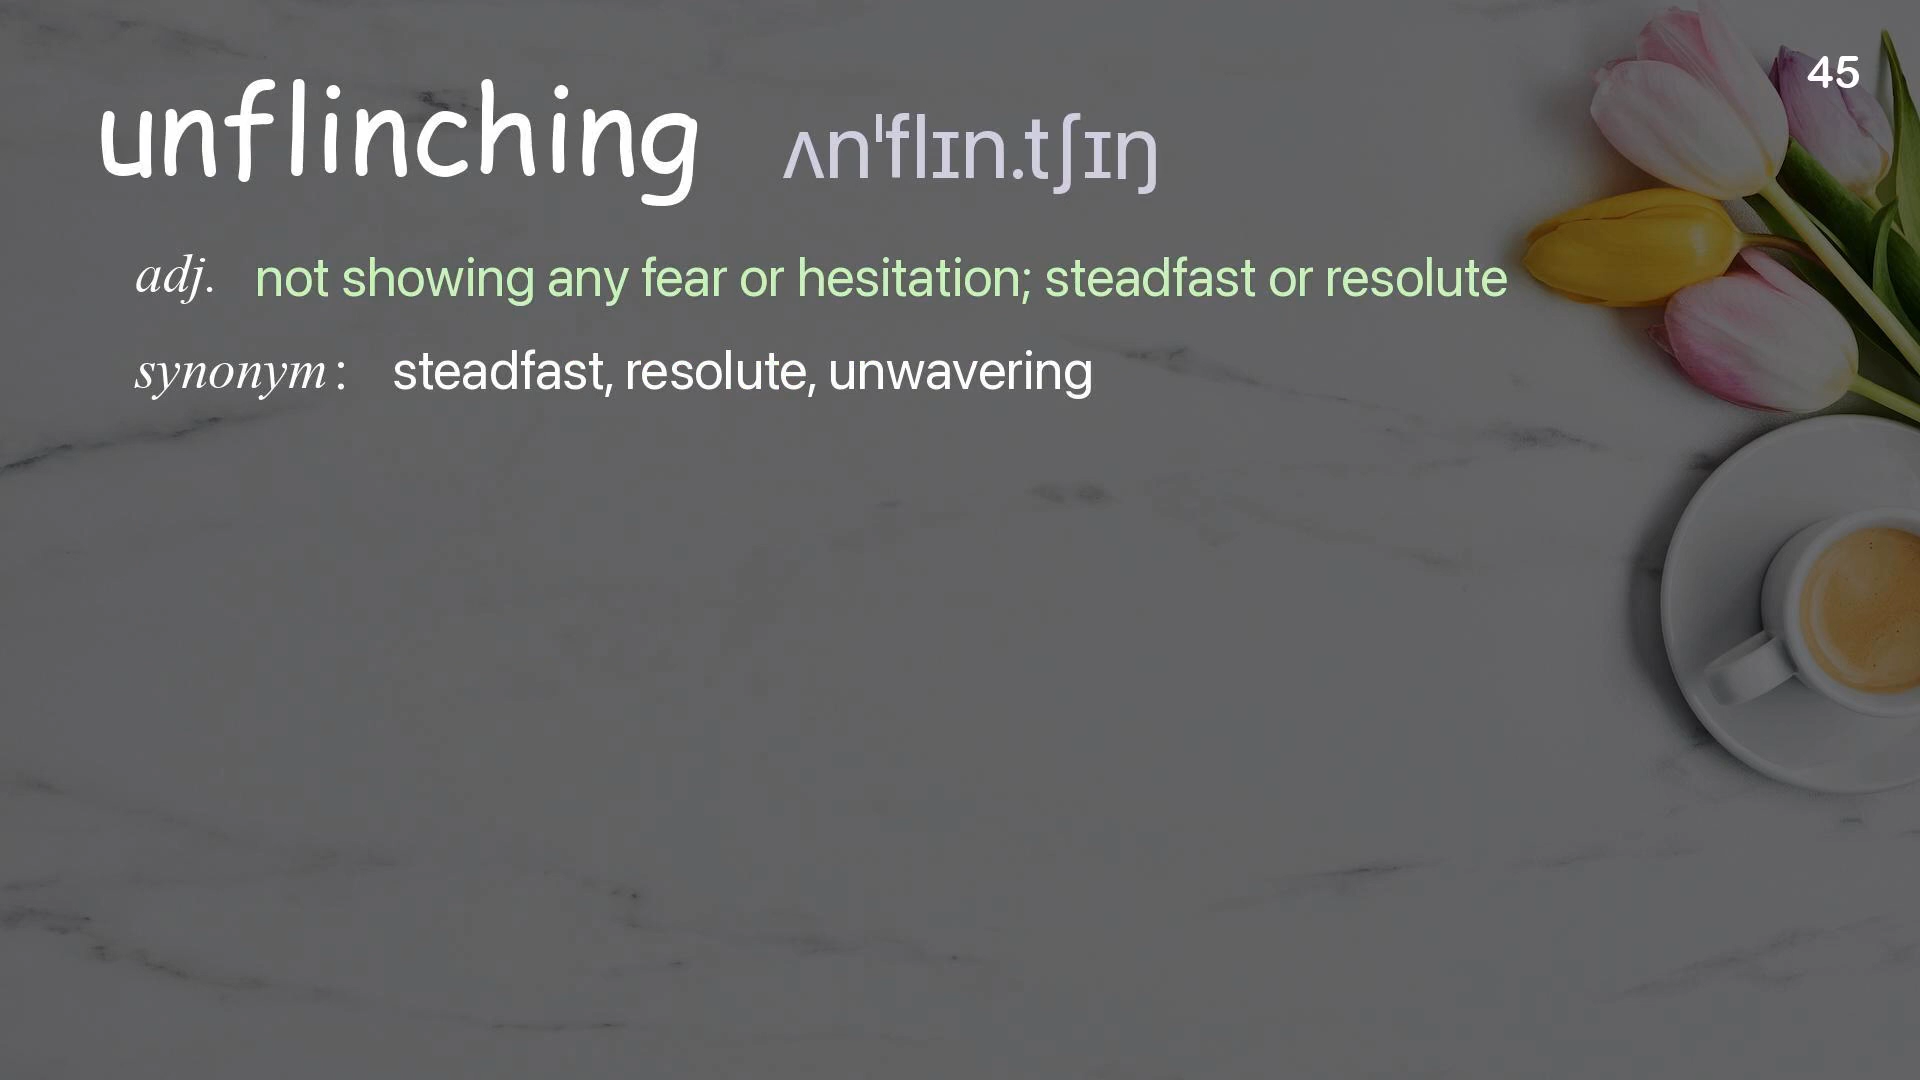 45
unflinching ʌnˈflɪn.tʃɪŋ
adj. not showing any fear or hesitation; steadfast or resolute
synonym: steadfast, resolute, unwavering